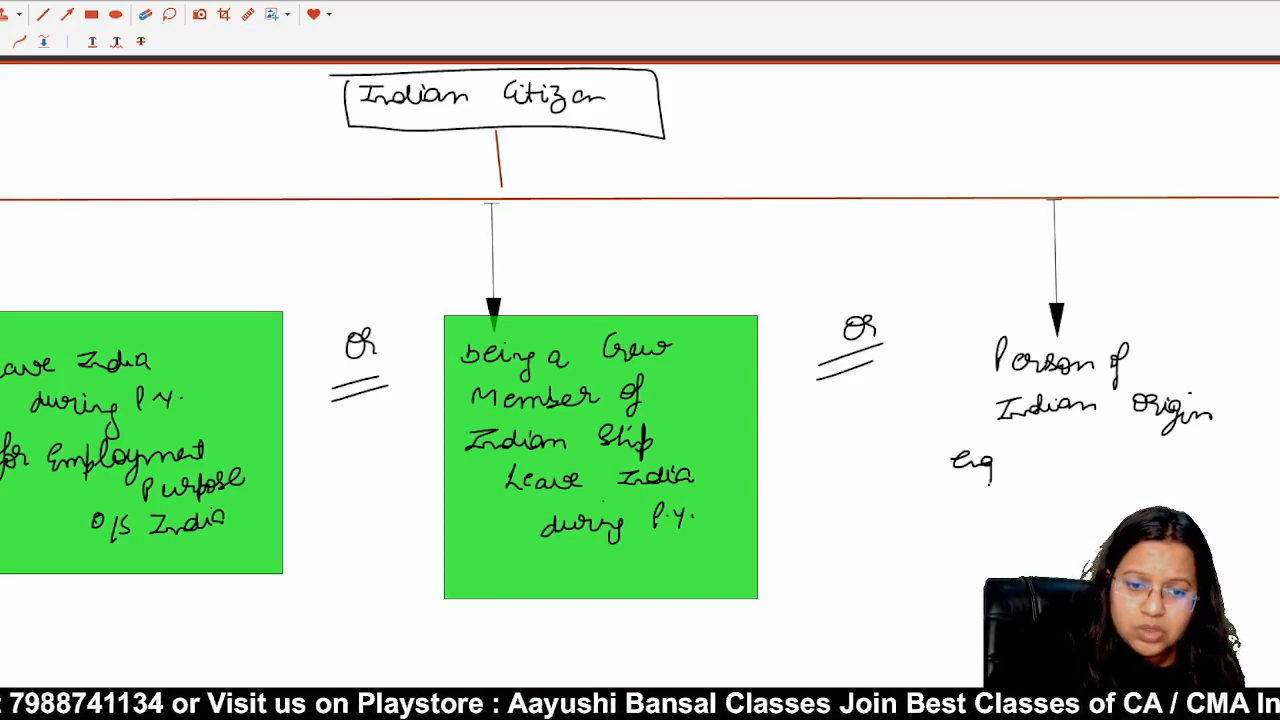 Indian Citizen
Leave India
during P.Y.
for Employment
Purpose
O/S India
Or
being a Crew
Member of
Indian Ship
Leave India
during P.Y.
Or
Person of
Indian Origin
eng
7988741134 or Visit us on Playstore : Aayushi Bansal Classes Join Best Classes of CA / CMA In